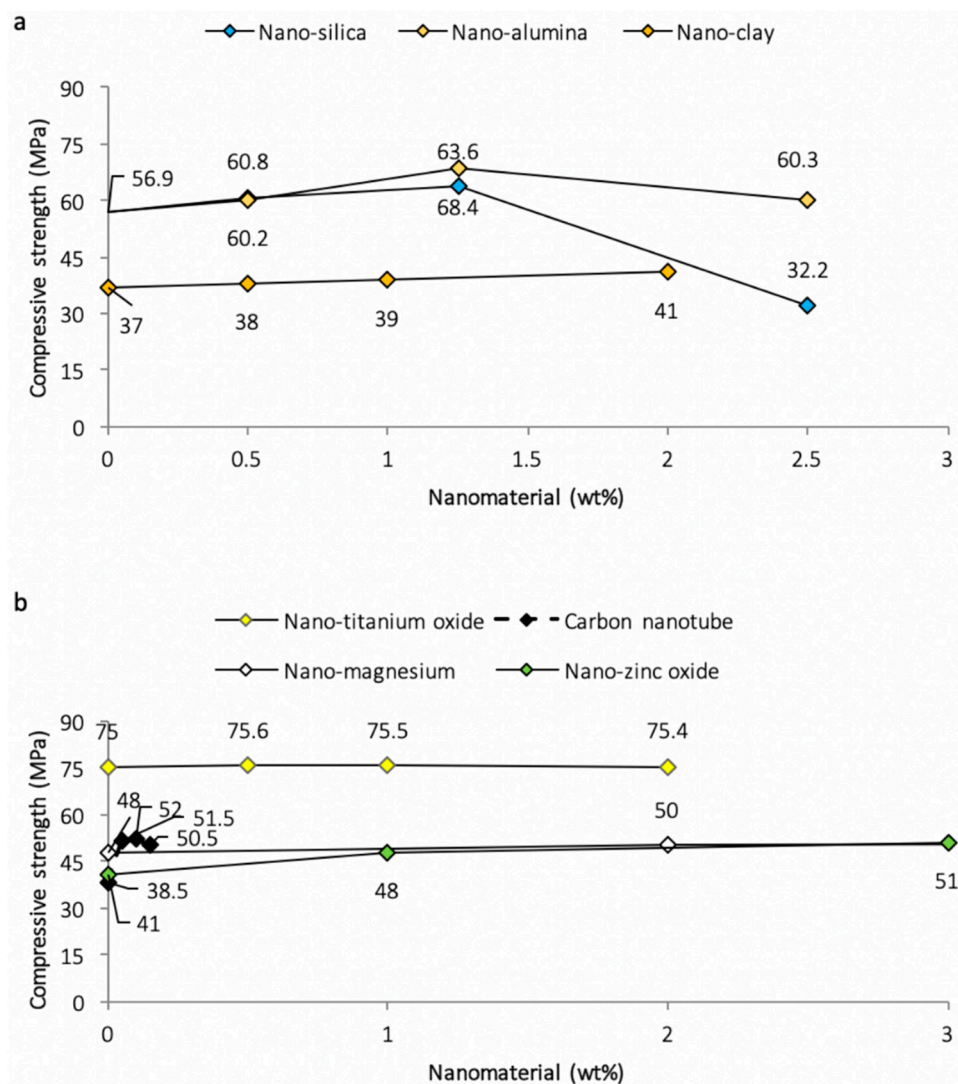 a
Nano-silica Nano-alumina Nano-clay
Compressive strength (MPa)
90
75
60
45
30
15
0
56.9
60.8
63.6
60.3
68.4
60.2
32.2
37
38
39
41
0 0.5 1 1.5 2 2.5 3
Nanomaterial (wt%)
b
Nano-titanium oxide Carbon nanotube
Nano-magnesium Nano-zinc oxide
Compressive strength (MPa)
90
75
60
45
30
15
0
75 75.6 75.5 75.4
48 52 51.5 50.5
50
38.5
41
48
51
0 1 2 3
Nanomaterial (wt%)